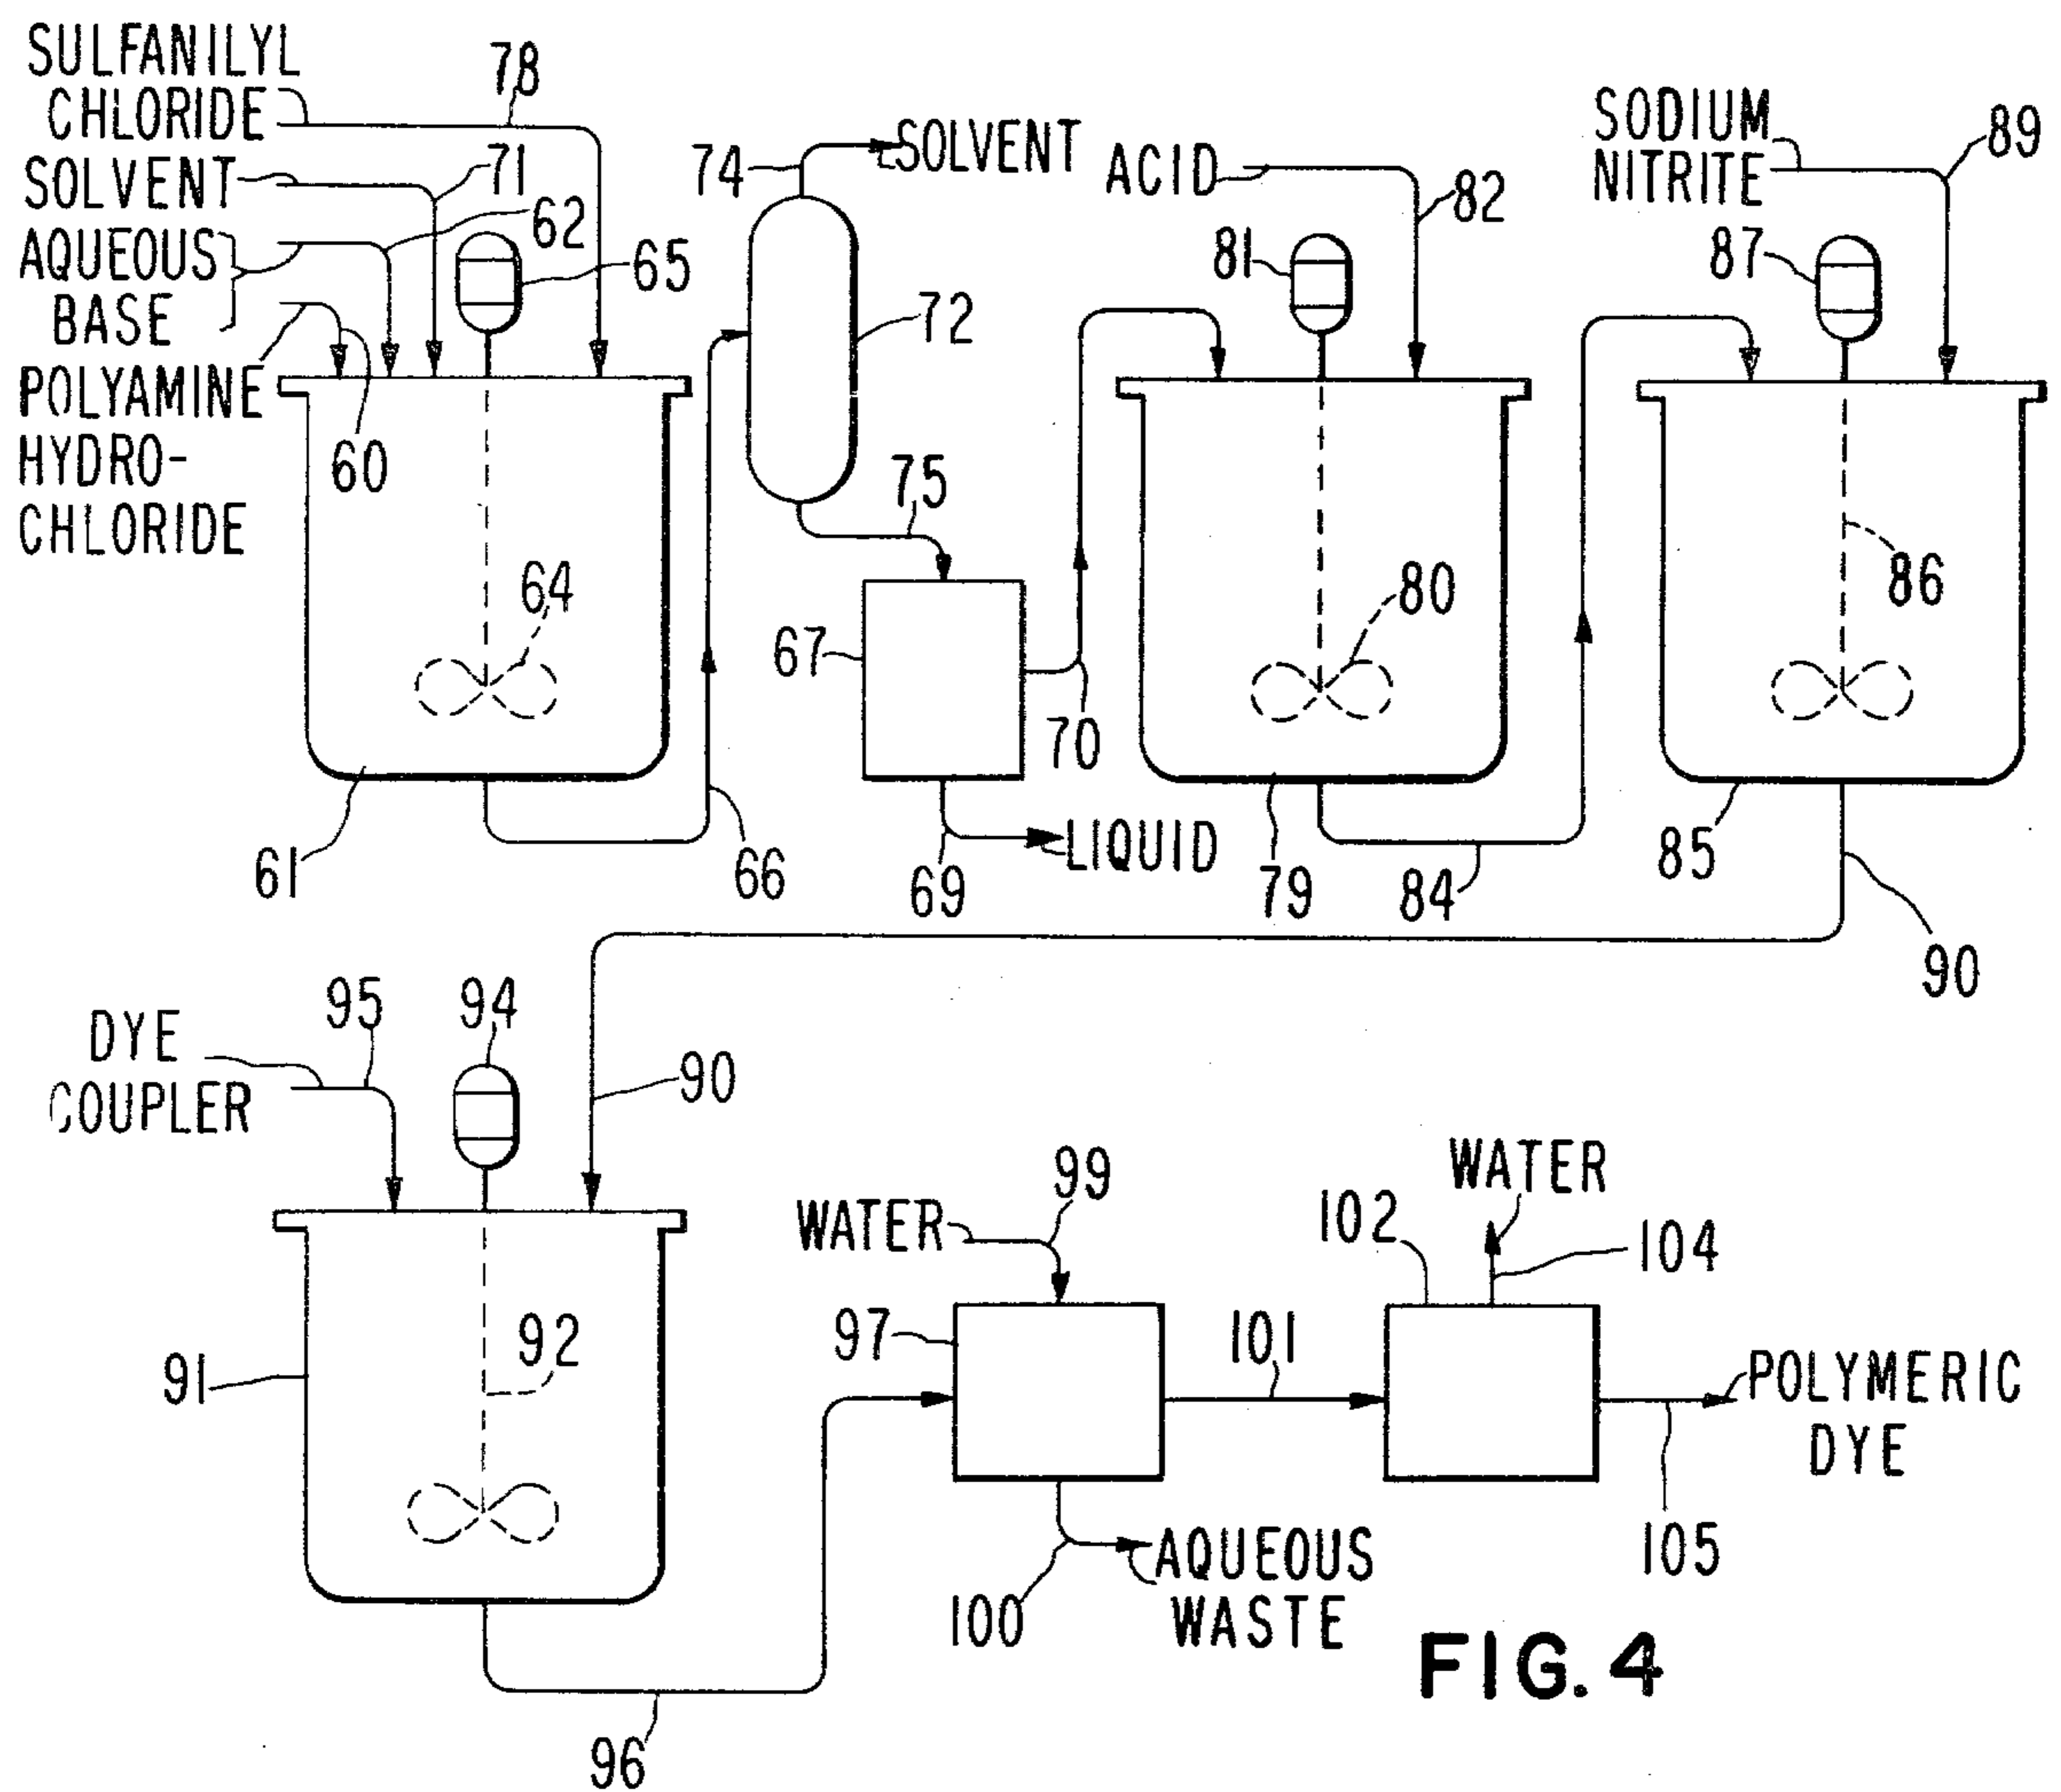 SULFANILYL
CHLORIDE
78
SOLVENT
71
AQUEOUS
BASE
62
65
POLYAMINE
HYDRO-
CHLORIDE
60
64
61
66
74
SOLVENT
72
75
67
70
69
LIQUID
ACID
82
81
80
79
84
SODIUM
NITRITE
89
87
86
85
90
DYE
COUPLER
95
94
90
91
92
96
WATER
99
97
100
AQUEOUS
WASTE
101
102
WATER
104
POLYMERIC
DYE
105
FIG. 4